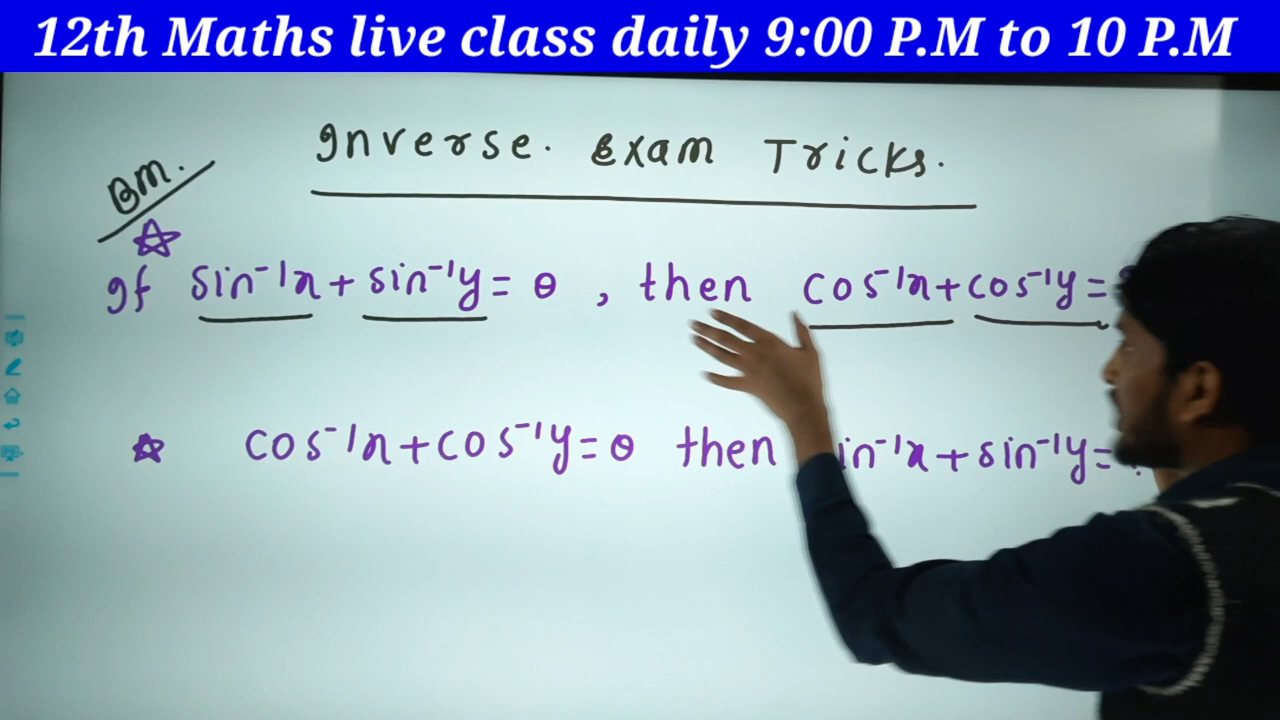 12th Maths live class daily 9:00 P.M to 10 P.M
Inverse. Exam Tricks.
BM.
If sin⁻¹x + sin⁻¹y = θ , then cos⁻¹x + cos⁻¹y =
cos⁻¹x + cos⁻¹y = θ then sin⁻¹x + sin⁻¹y = ?